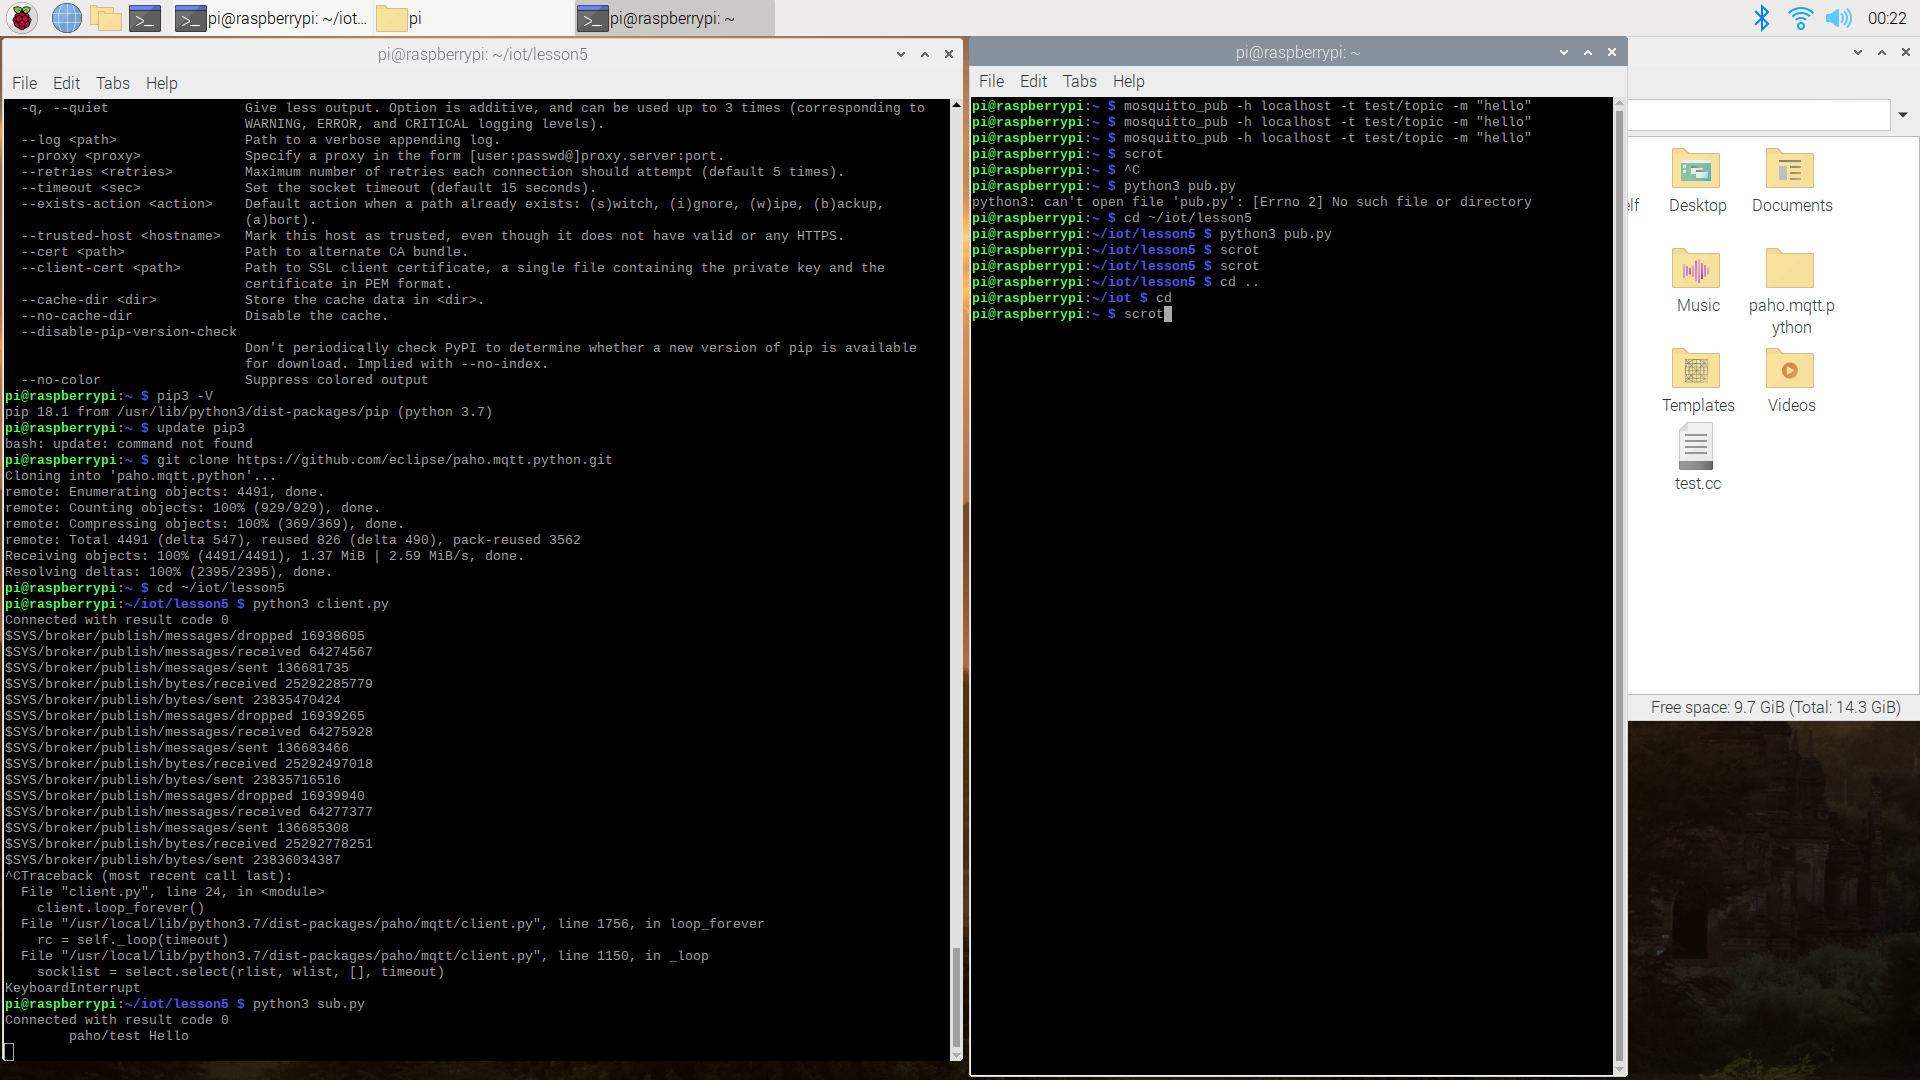 pi@raspberrypi: ~/iot...
pi
pi@raspberrypi: ~
00:22
pi@raspberrypi: ~/iot/lesson5
File Edit Tabs Help
-q, --quiet Give less output. Option is additive, and can be used up to 3 times (corresponding to
WARNING, ERROR, and CRITICAL logging levels).
--log <path> Path to a verbose appending log.
--proxy <proxy> Specify a proxy in the form [user:passwd@]proxy.server:port.
--retries <retries> Maximum number of retries each connection should attempt (default 5 times).
--timeout <sec> Set the socket timeout (default 15 seconds).
--exists-action <action> Default action when a path already exists: (s)witch, (i)gnore, (w)ipe, (b)ackup,
(a)bort).
--trusted-host <hostname> Mark this host as trusted, even though it does not have valid or any HTTPS.
--cert <path> Path to alternate CA bundle.
--client-cert <path> Path to SSL client certificate, a single file containing the private key and the
certificate in PEM format.
--cache-dir <dir> Store the cache data in <dir>.
--no-cache-dir Disable the cache.
--disable-pip-version-check
Don't periodically check PyPI to determine whether a new version of pip is available
for download. Implied with --no-index.
--no-color Suppress colored output
pi@raspberrypi:~ $ pip3 -V
pip 18.1 from /usr/lib/python3/dist-packages/pip (python 3.7)
pi@raspberrypi:~ $ update pip3
bash: update: command not found
pi@raspberrypi:~ $ git clone https://github.com/eclipse/paho.mqtt.python.git
Cloning into 'paho.mqtt.python'...
remote: Enumerating objects: 4491, done.
remote: Counting objects: 100% (929/929), done.
remote: Compressing objects: 100% (369/369), done.
remote: Total 4491 (delta 547), reused 826 (delta 490), pack-reused 3562
Receiving objects: 100% (4491/4491), 1.37 MiB | 2.59 MiB/s, done.
Resolving deltas: 100% (2395/2395), done.
pi@raspberrypi:~ $ cd ~/iot/lesson5
pi@raspberrypi:~/iot/lesson5 $ python3 client.py
Connected with result code 0
$SYS/broker/publish/messages/dropped 16938605
$SYS/broker/publish/messages/received 64274567
$SYS/broker/publish/messages/sent 136681735
$SYS/broker/publish/bytes/received 25292285779
$SYS/broker/publish/bytes/sent 23835470424
$SYS/broker/publish/messages/dropped 16939265
$SYS/broker/publish/messages/received 64275928
$SYS/broker/publish/messages/sent 136683466
$SYS/broker/publish/bytes/received 25292497018
$SYS/broker/publish/bytes/sent 23835716516
$SYS/broker/publish/messages/dropped 16939940
$SYS/broker/publish/messages/received 64277377
$SYS/broker/publish/messages/sent 136685308
$SYS/broker/publish/bytes/received 25292778251
$SYS/broker/publish/bytes/sent 23836034387
^CTraceback (most recent call last):
File "client.py", line 24, in <module>
client.loop_forever()
File "/usr/local/lib/python3.7/dist-packages/paho/mqtt/client.py", line 1756, in loop_forever
rc = self._loop(timeout)
File "/usr/local/lib/python3.7/dist-packages/paho/mqtt/client.py", line 1150, in _loop
socklist = select.select(rlist, wlist, [], timeout)
KeyboardInterrupt
pi@raspberrypi:~/iot/lesson5 $ python3 sub.py
Connected with result code 0
paho/test Hello
pi@raspberrypi: ~
File Edit Tabs Help
pi@raspberrypi:~ $ mosquitto_pub -h localhost -t test/topic -m "hello"
pi@raspberrypi:~ $ mosquitto_pub -h localhost -t test/topic -m "hello"
pi@raspberrypi:~ $ mosquitto_pub -h localhost -t test/topic -m "hello"
pi@raspberrypi:~ $ scrot
pi@raspberrypi:~ $ ^C
pi@raspberrypi:~ $ python3 pub.py
python3: can't open file 'pub.py': [Errno 2] No such file or directory
pi@raspberrypi:~ $ cd ~/iot/lesson5
pi@raspberrypi:~/iot/lesson5 $ python3 pub.py
pi@raspberrypi:~/iot/lesson5 $ scrot
pi@raspberrypi:~/iot/lesson5 $ scrot
pi@raspberrypi:~/iot/lesson5 $ cd ..
pi@raspberrypi:~/iot $ cd
pi@raspberrypi:~ $ scrot
elf
Desktop
Documents
Music
paho.mqtt.p
ython
Templates
Videos
test.cc
Free space: 9.7 GiB (Total: 14.3 GiB)